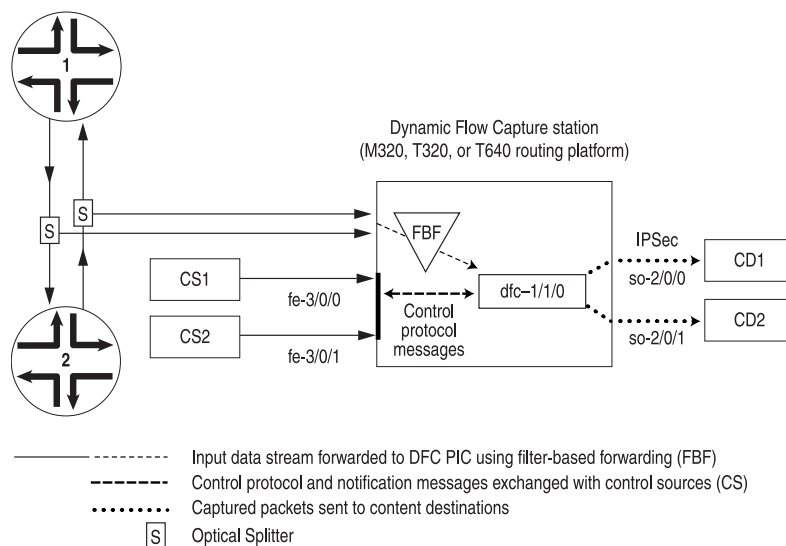 1
Dynamic Flow Capture station
(M320, T320, or T640 routing platform)
S
S
FBF
IPSec
CS1
CD1
dfc–1/1/0
fe-3/0/0
so-2/0/0
Control
protocol
messages
CS2
CD2
so-2/0/1
fe-3/0/1
2
Input data stream forwarded to DFC PIC using filter-based forwarding (FBF)
Control protocol and notification messages exchanged with control sources (CS)
Captured packets sent to content destinations
S Optical Splitter